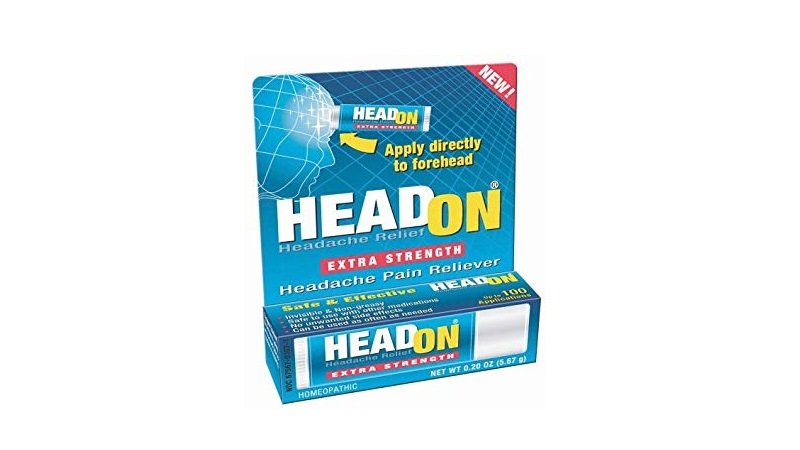 NEW!
HEADON
EXTRA STRENGTH
Apply directly
to forehead
HEADON®
Headache Relief
EXTRA STRENGTH
Headache Pain Reliever
Safe & Effective
• Invisible & Non-greasy
• Safe to use with other medications
• No unwanted side effects
• Can be used as often as needed
HEADON
Up to 100
Applications
HEADON®
Headache Relief
EXTRA STRENGTH
HOMEOPATHIC
NET WT 0.20 OZ (5.67 g)